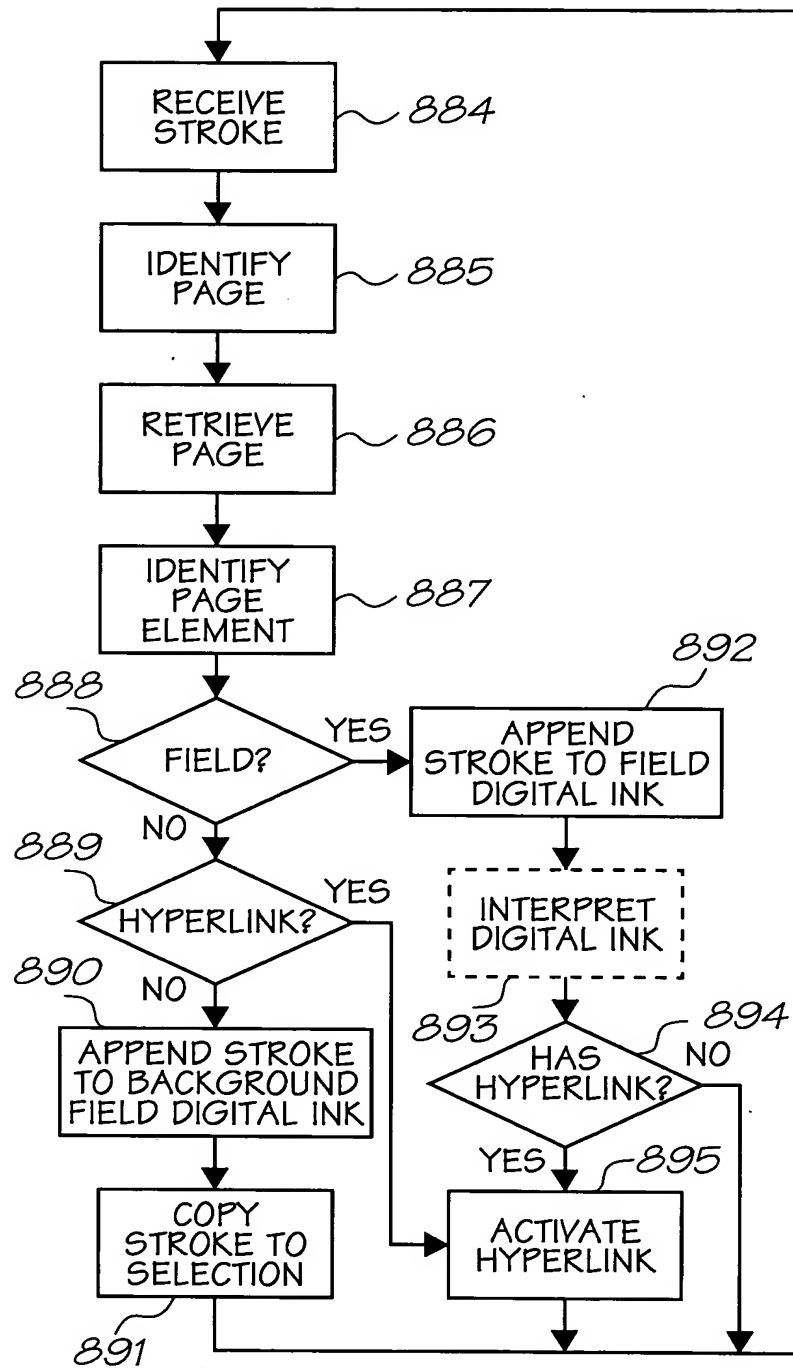 RECEIVE
STROKE
884
IDENTIFY
PAGE
885
RETRIEVE
PAGE
886
IDENTIFY
PAGE
ELEMENT
887
888
FIELD?
YES
NO
892
APPEND
STROKE TO FIELD
DIGITAL INK
889
HYPERLINK?
YES
NO
INTERPRET
DIGITAL INK
893
890
APPEND STROKE
TO BACKGROUND
FIELD DIGITAL INK
894
HAS
HYPERLINK?
NO
YES
895
COPY
STROKE TO
SELECTION
891
ACTIVATE
HYPERLINK